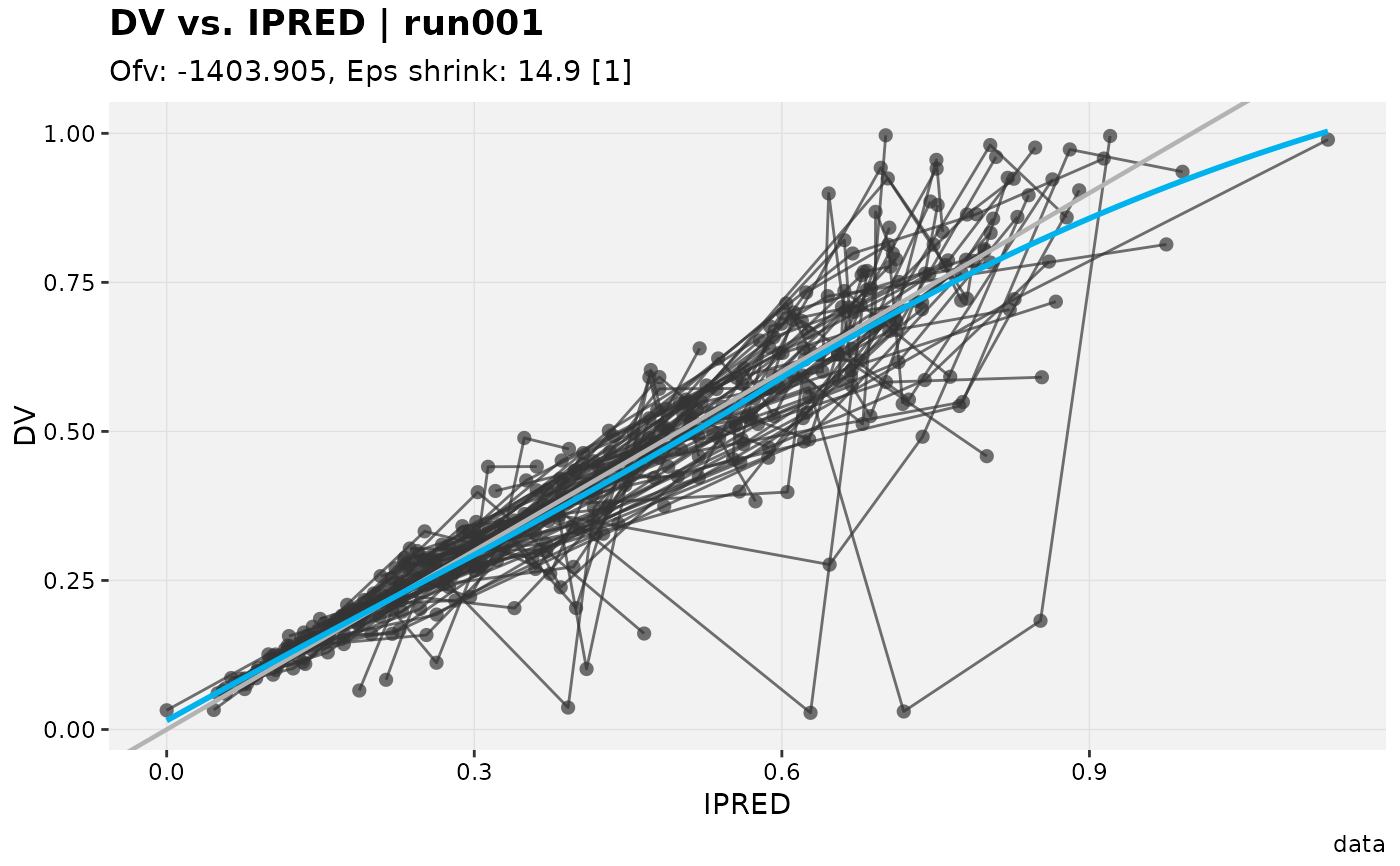 DV vs. IPRED | run001
Ofv: -1403.905, Eps shrink: 14.9 [1]
1.00
0.75
0.50
0.25
0.00
DV
0.0 0.3 0.6 0.9
IPRED
data